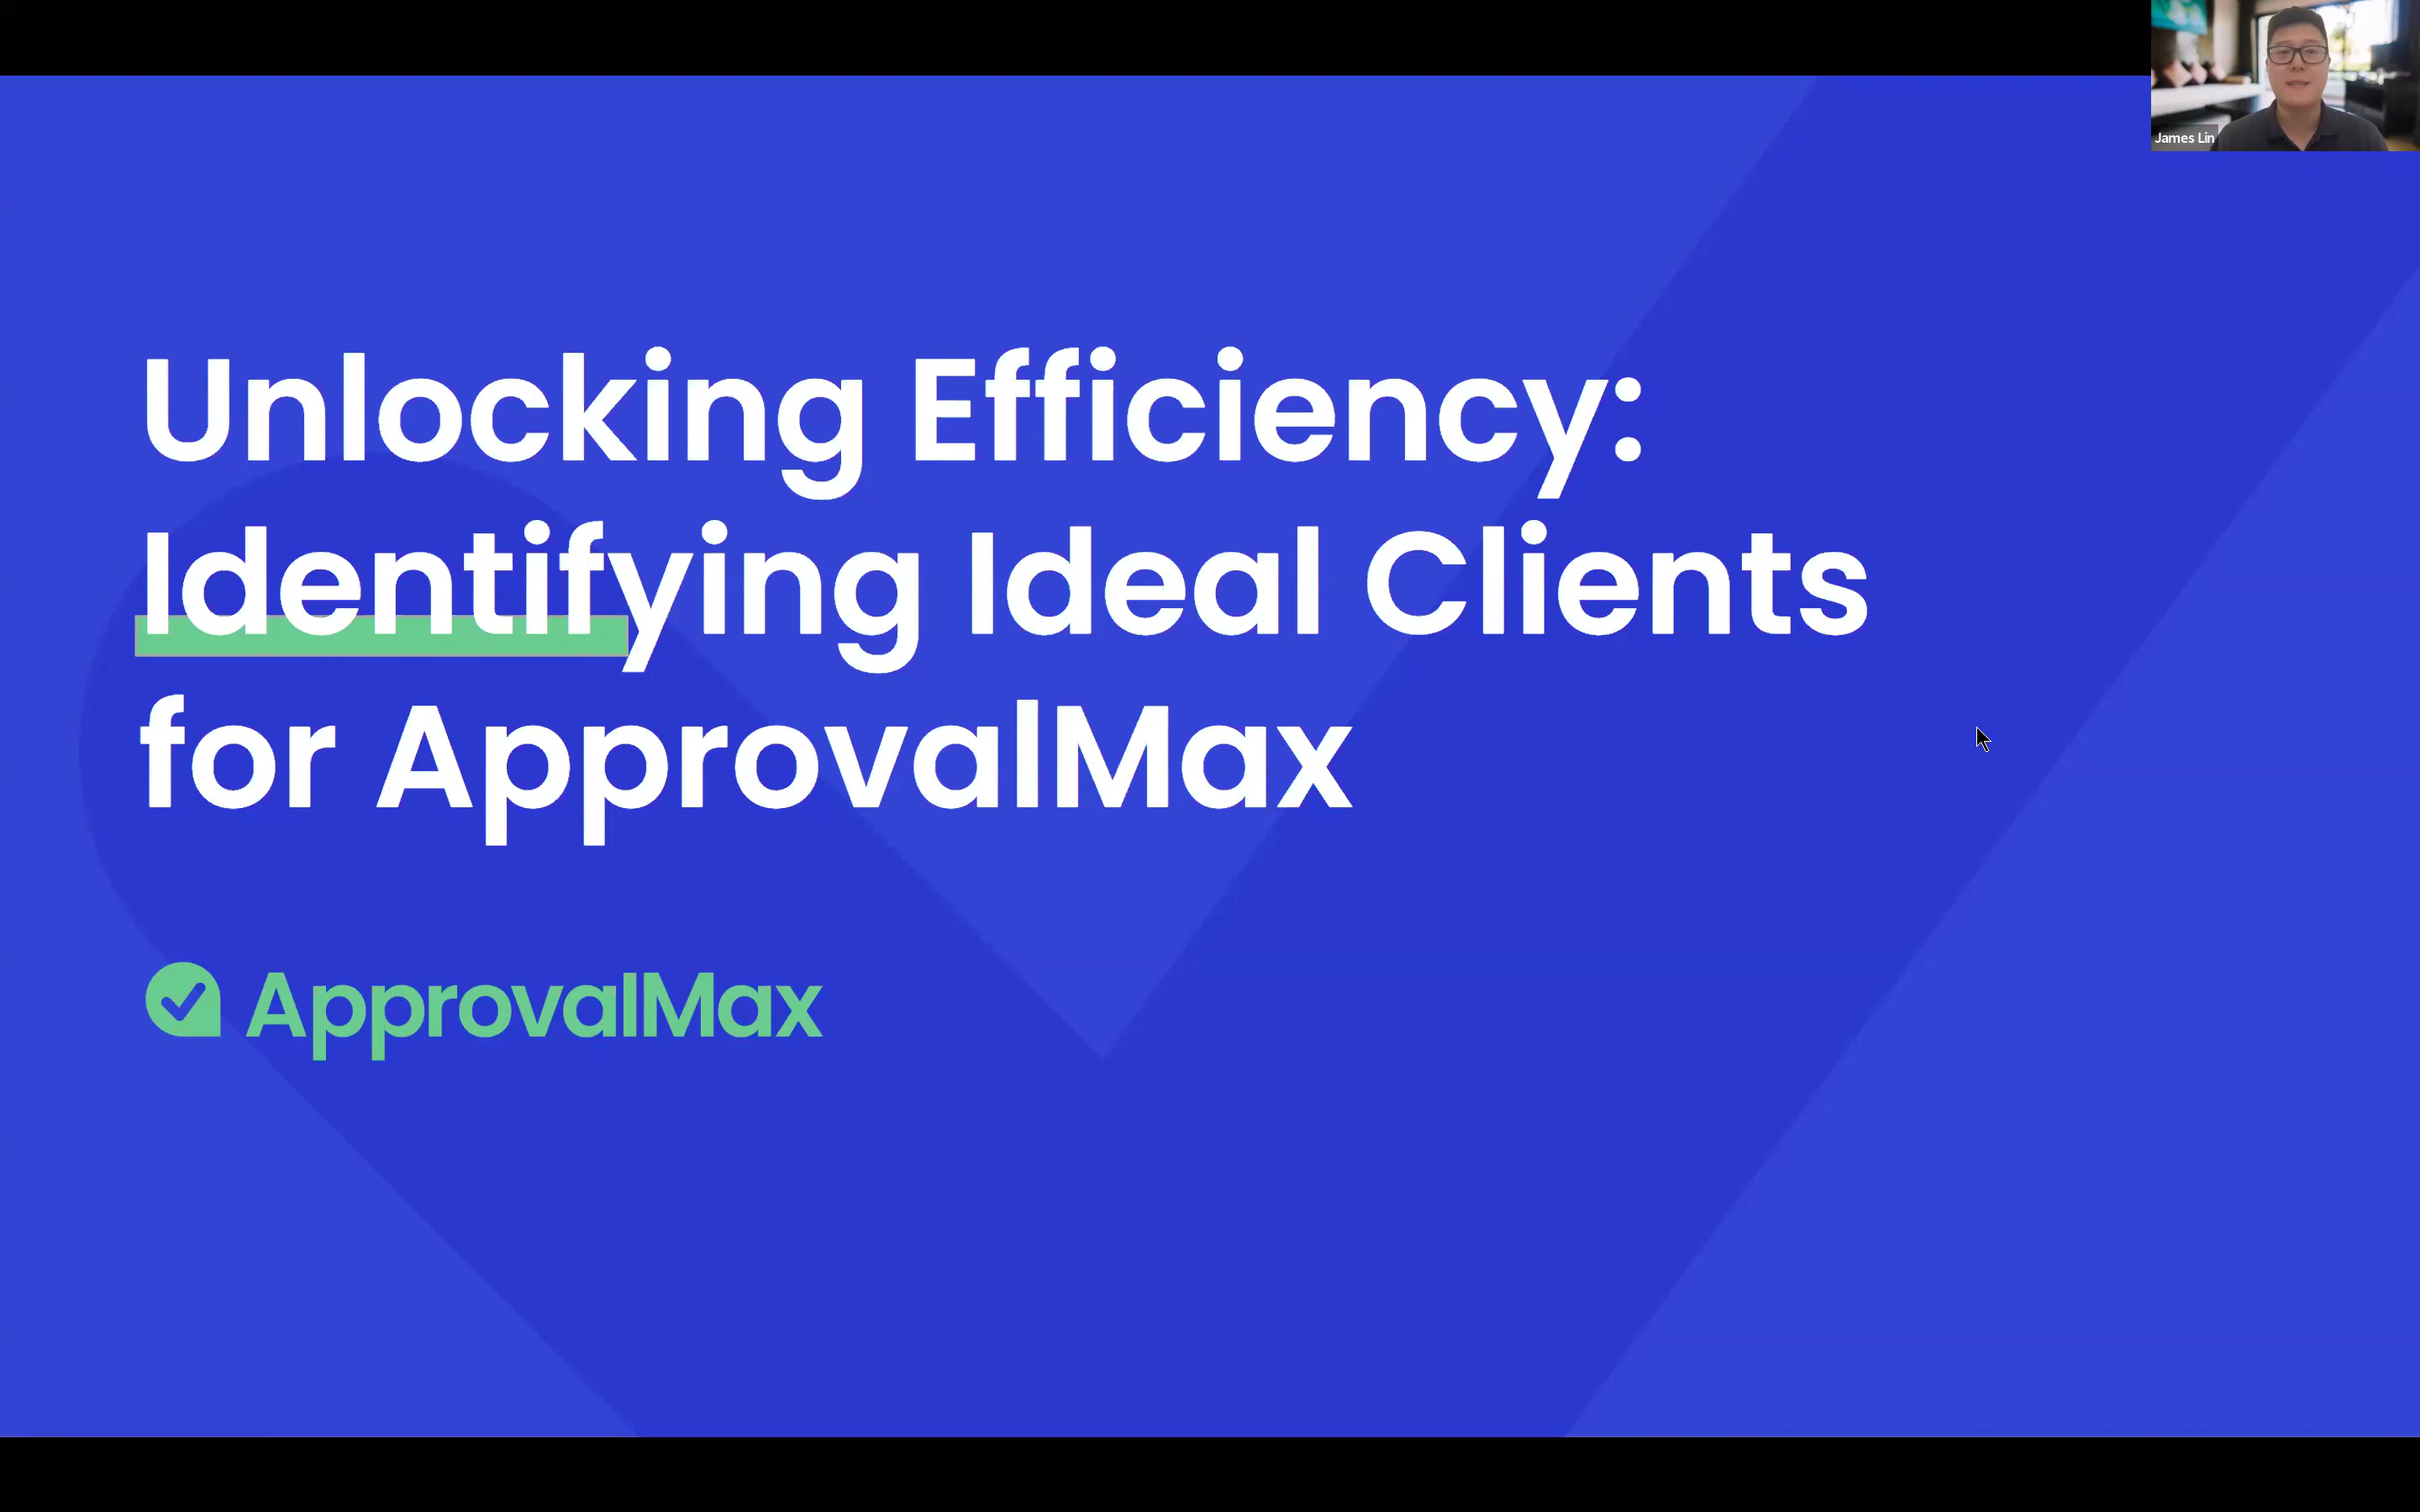 James Lin
Unlocking Efficiency:
Identifying Ideal Clients
for ApprovalMax
ApprovalMax